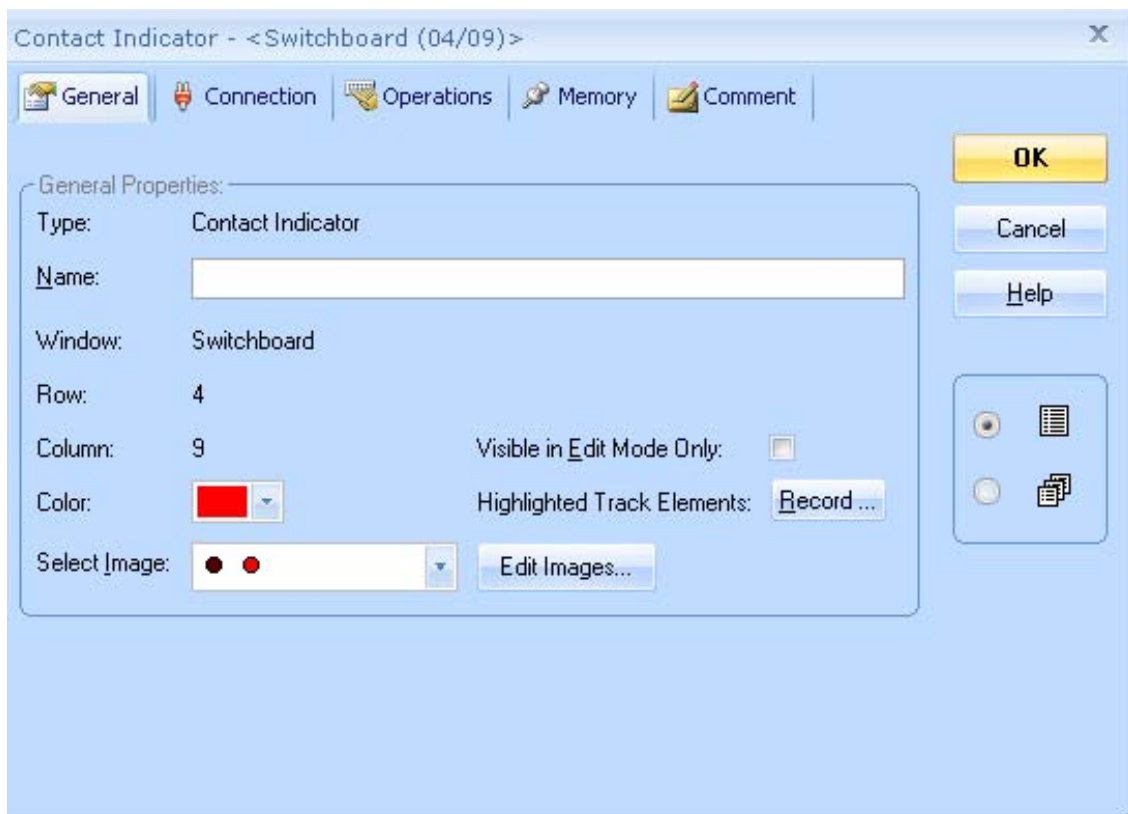 Contact Indicator - <Switchboard (04/09)>
General Connection Operations Memory Comment
OK
General Properties:
Type: Contact Indicator
Cancel
Name:
Help
Window: Switchboard
Row: 4
Column: 9 Visible in Edit Mode Only:
Color: Highlighted Track Elements: Record ...
Select Image: Edit Images...